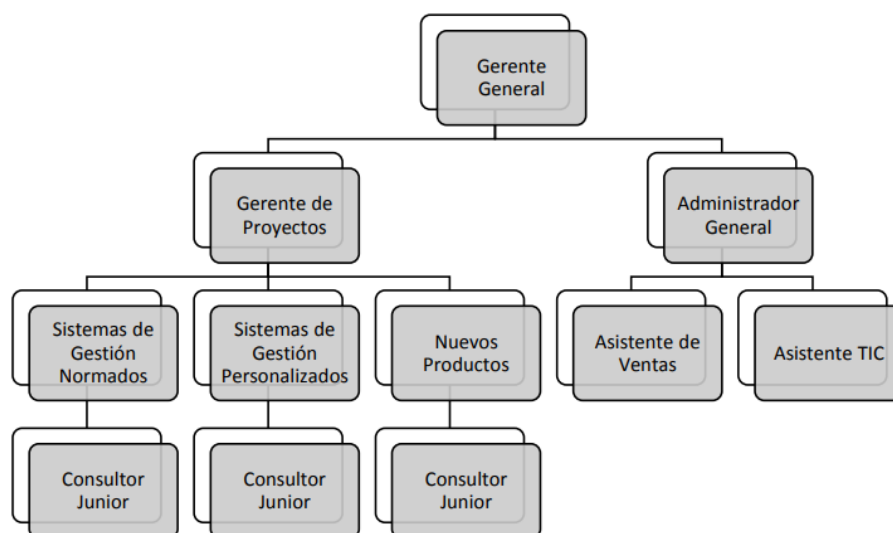 Gerente
General
Gerente de
Proyectos
Administrador
General
Sistemas de
Gestión
Normados
Sistemas de
Gestión
Personalizados
Nuevos
Productos
Asistente de
Ventas
Asistente TIC
Consultor
Junior
Consultor
Junior
Consultor
Junior